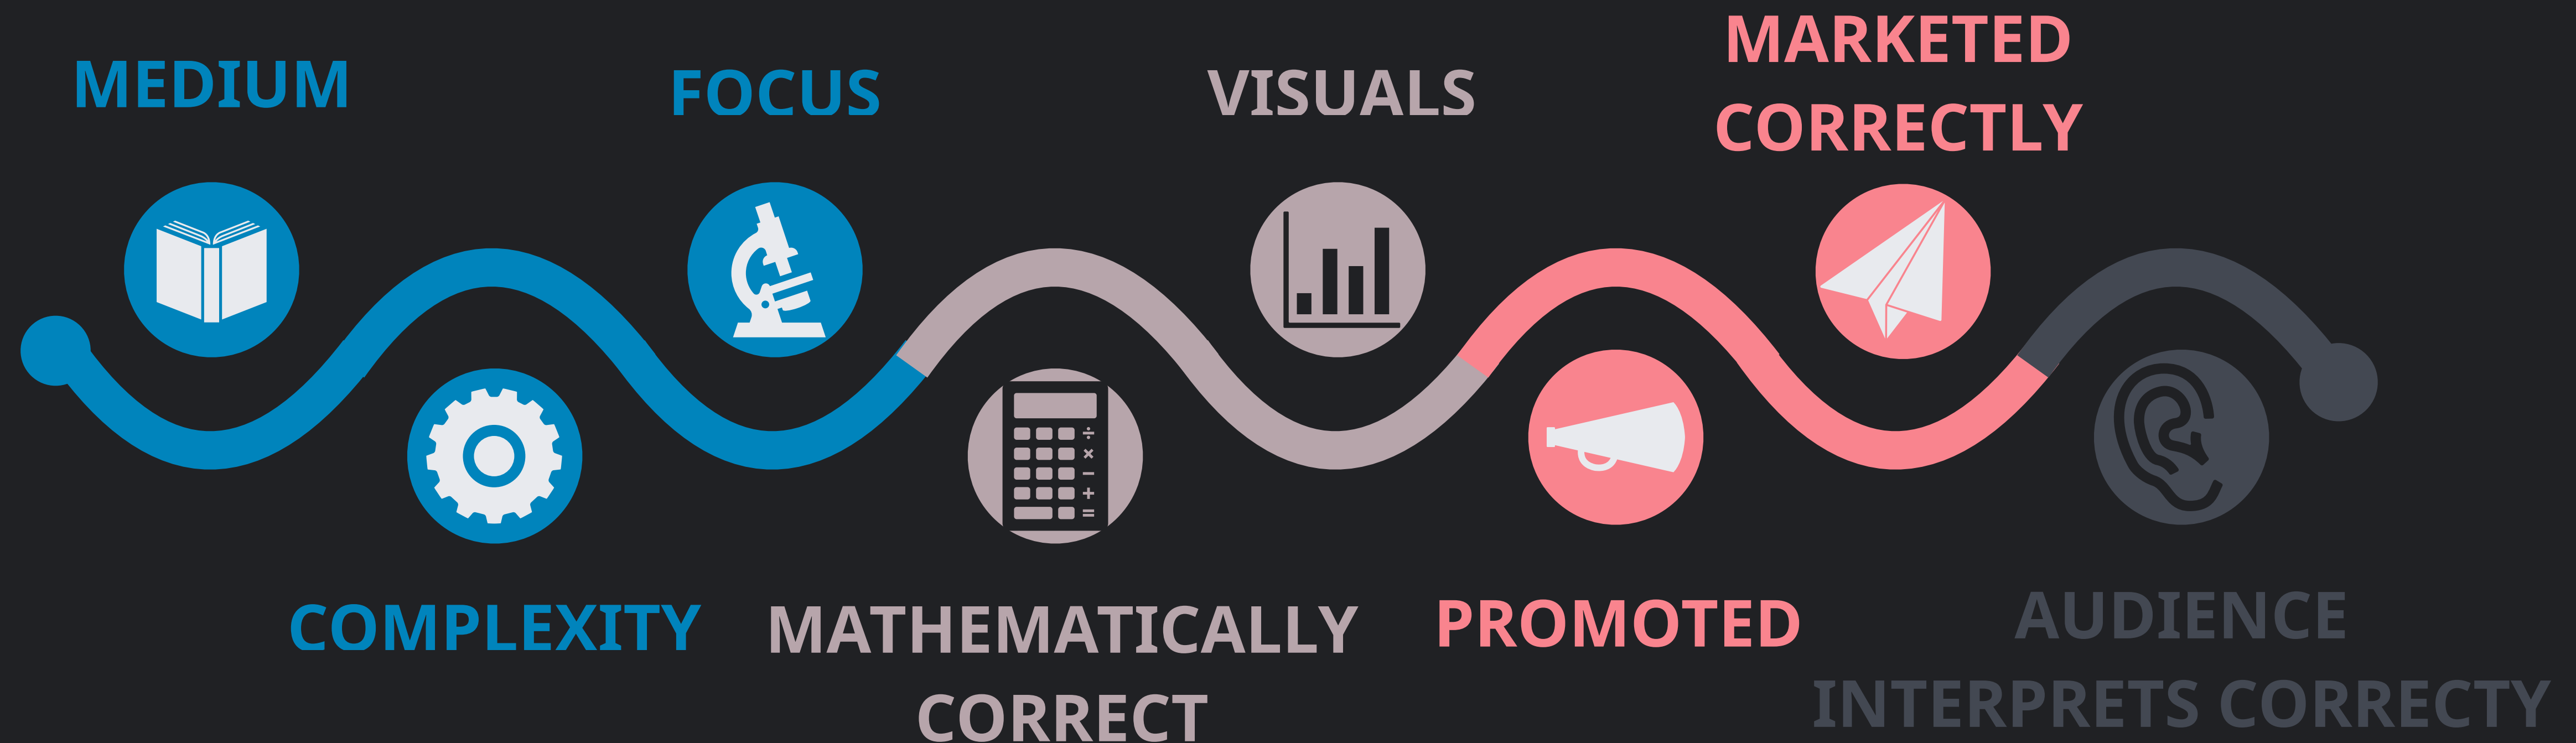 MEDIUM
COMPLEXITY
FOCUS
MATHEMATICALLY
CORRECT
÷
×
−
+
=
VISUALS
PROMOTED
MARKETED
CORRECTLY
AUDIENCE
INTERPRETS CORRECTY